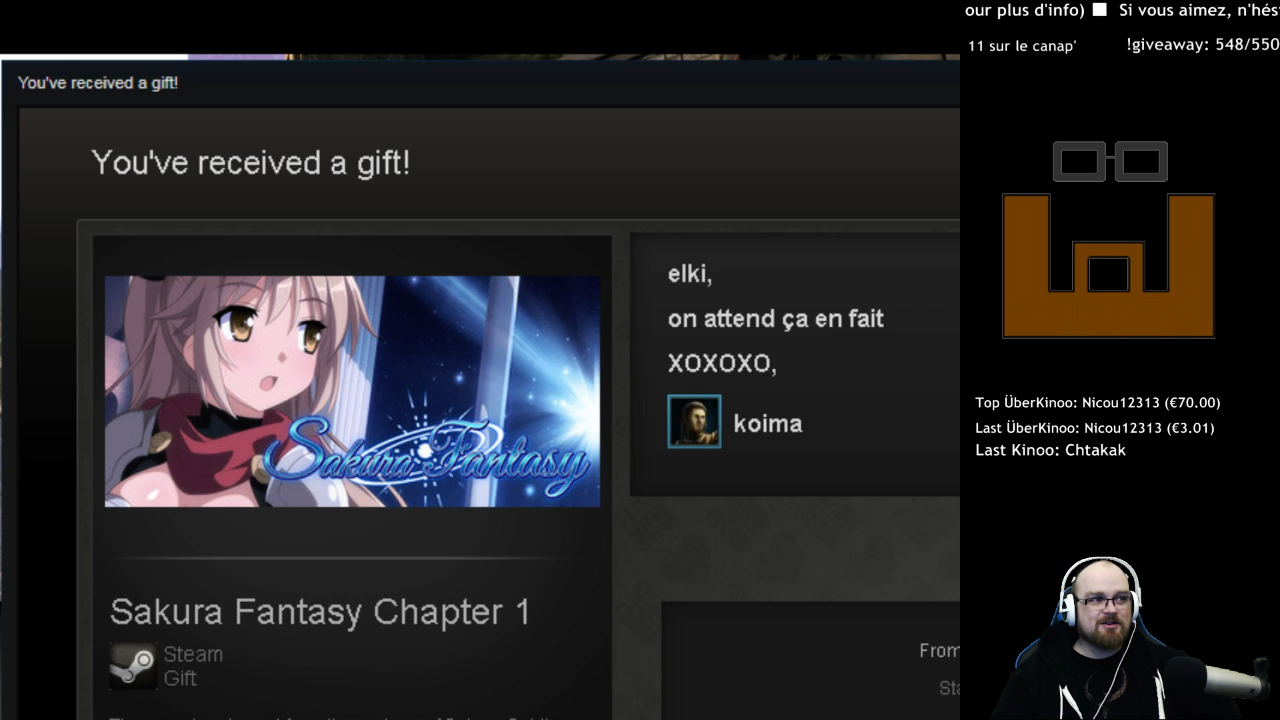 our plus d'info) Si vous aimez, n'hés
11 sur le canap' !giveaway: 548/550
You've received a gift!
You've received a gift!
elki,
on attend ça en fait
XOXOXO,
koima
Sakura Fantasy
Sakura Fantasy Chapter 1
Steam
Gift
From
Sta
Top ÜberKinoo: Nicou12313 (€70.00)
Last ÜberKinoo: Nicou12313 (€3.01)
Last Kinoo: Chtakak